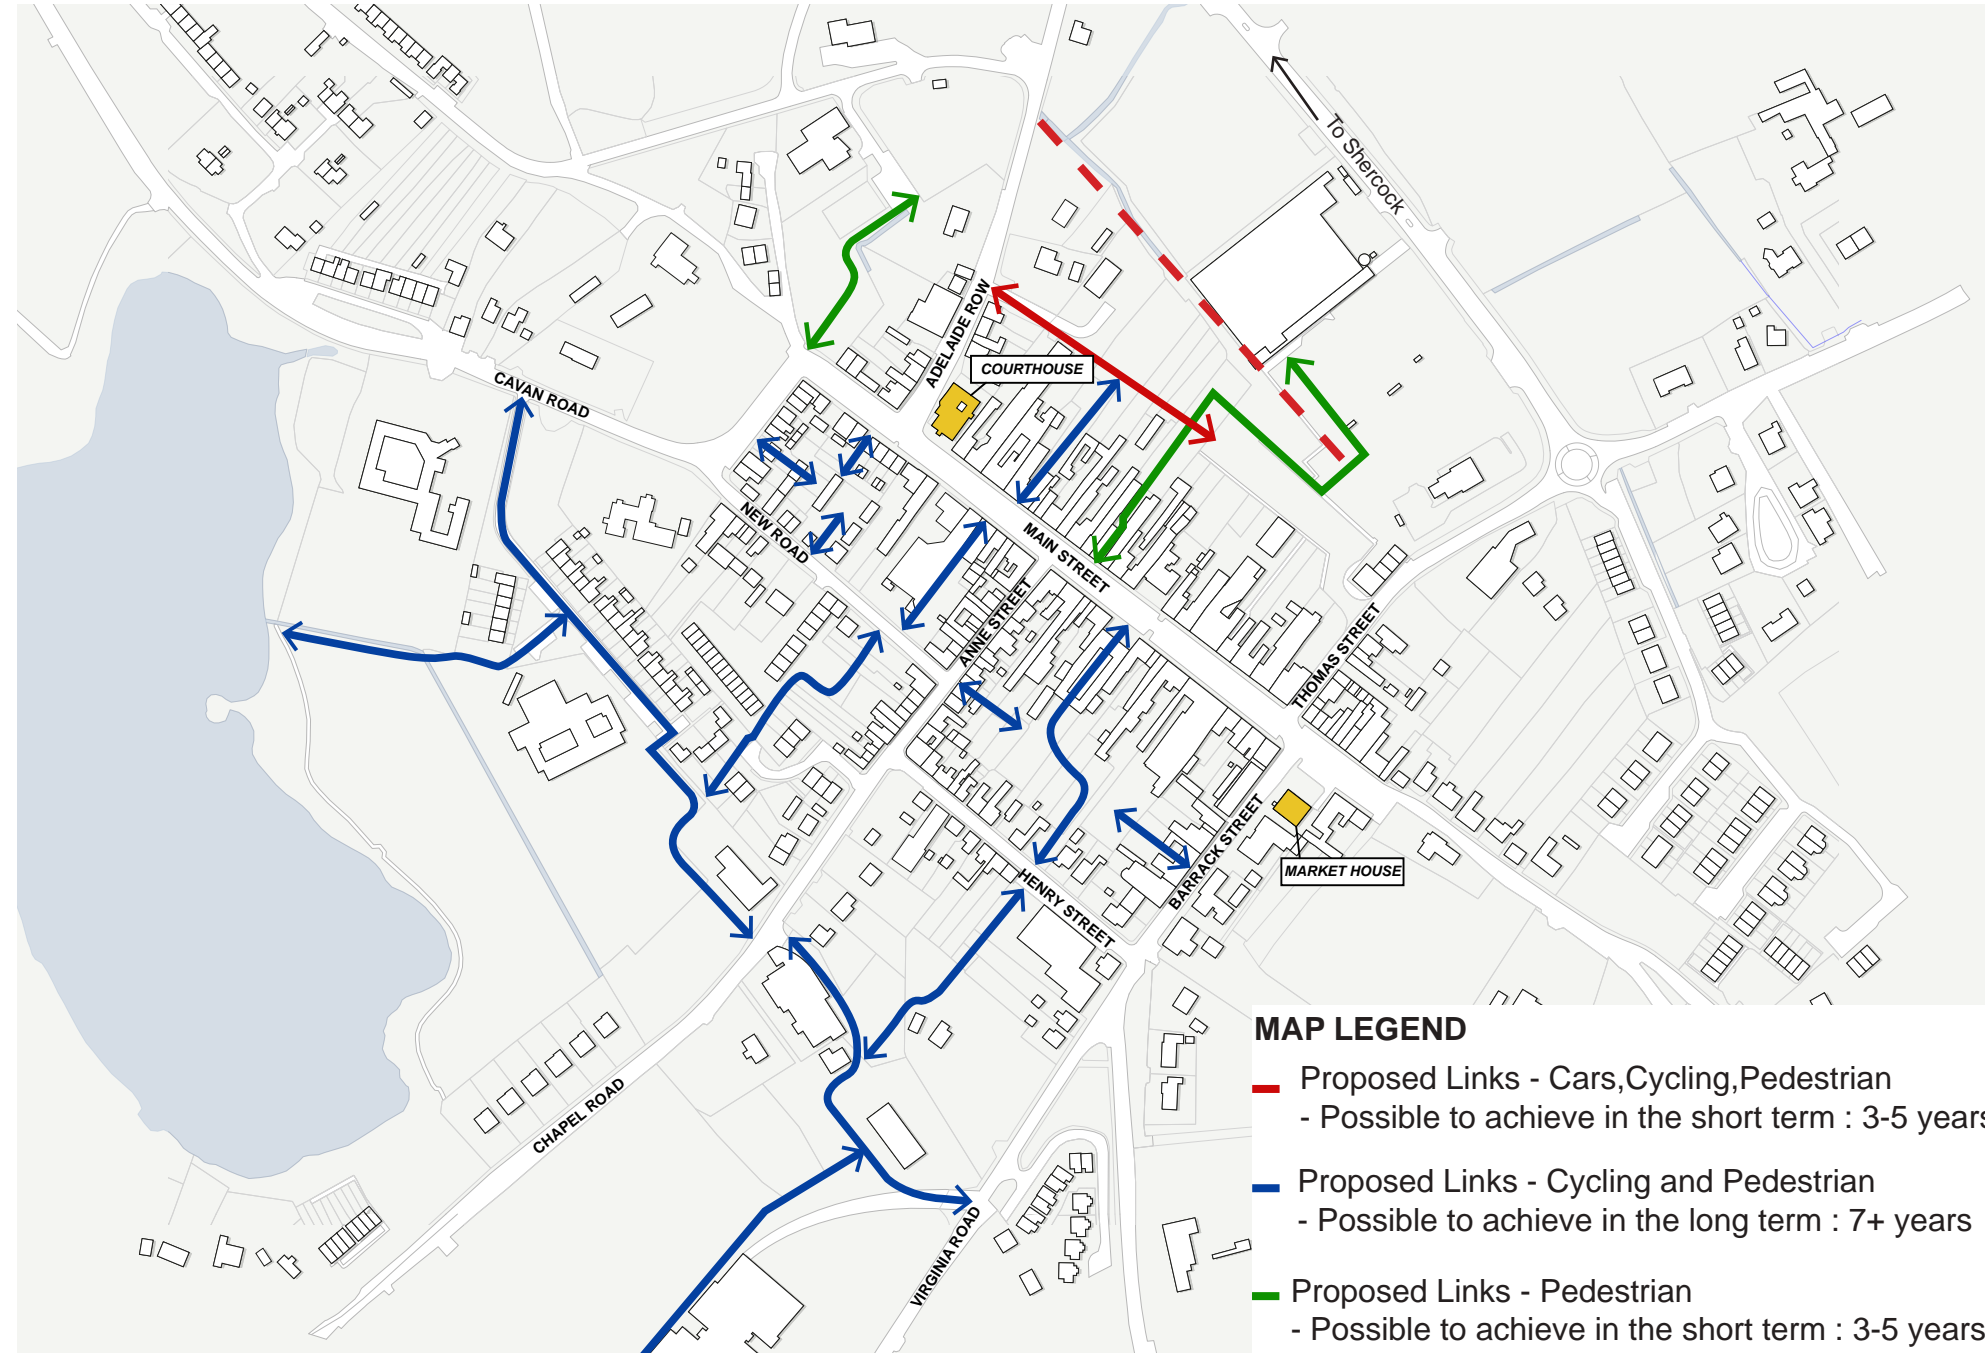 To Shercock
ADELAIDE ROW
COURTHOUSE
CAVAN ROAD
NEW ROAD
MAIN STREET
ANNE STREET
THOMAS STREET
BARRACK STREET
MARKET HOUSE
HENRY STREET
CHAPEL ROAD
VIRGINIA ROAD
MAP LEGEND
Proposed Links - Cars,Cycling,Pedestrian
- Possible to achieve in the short term : 3-5 years
Proposed Links - Cycling and Pedestrian
- Possible to achieve in the long term : 7+ years
Proposed Links - Pedestrian
- Possible to achieve in the short term : 3-5 years